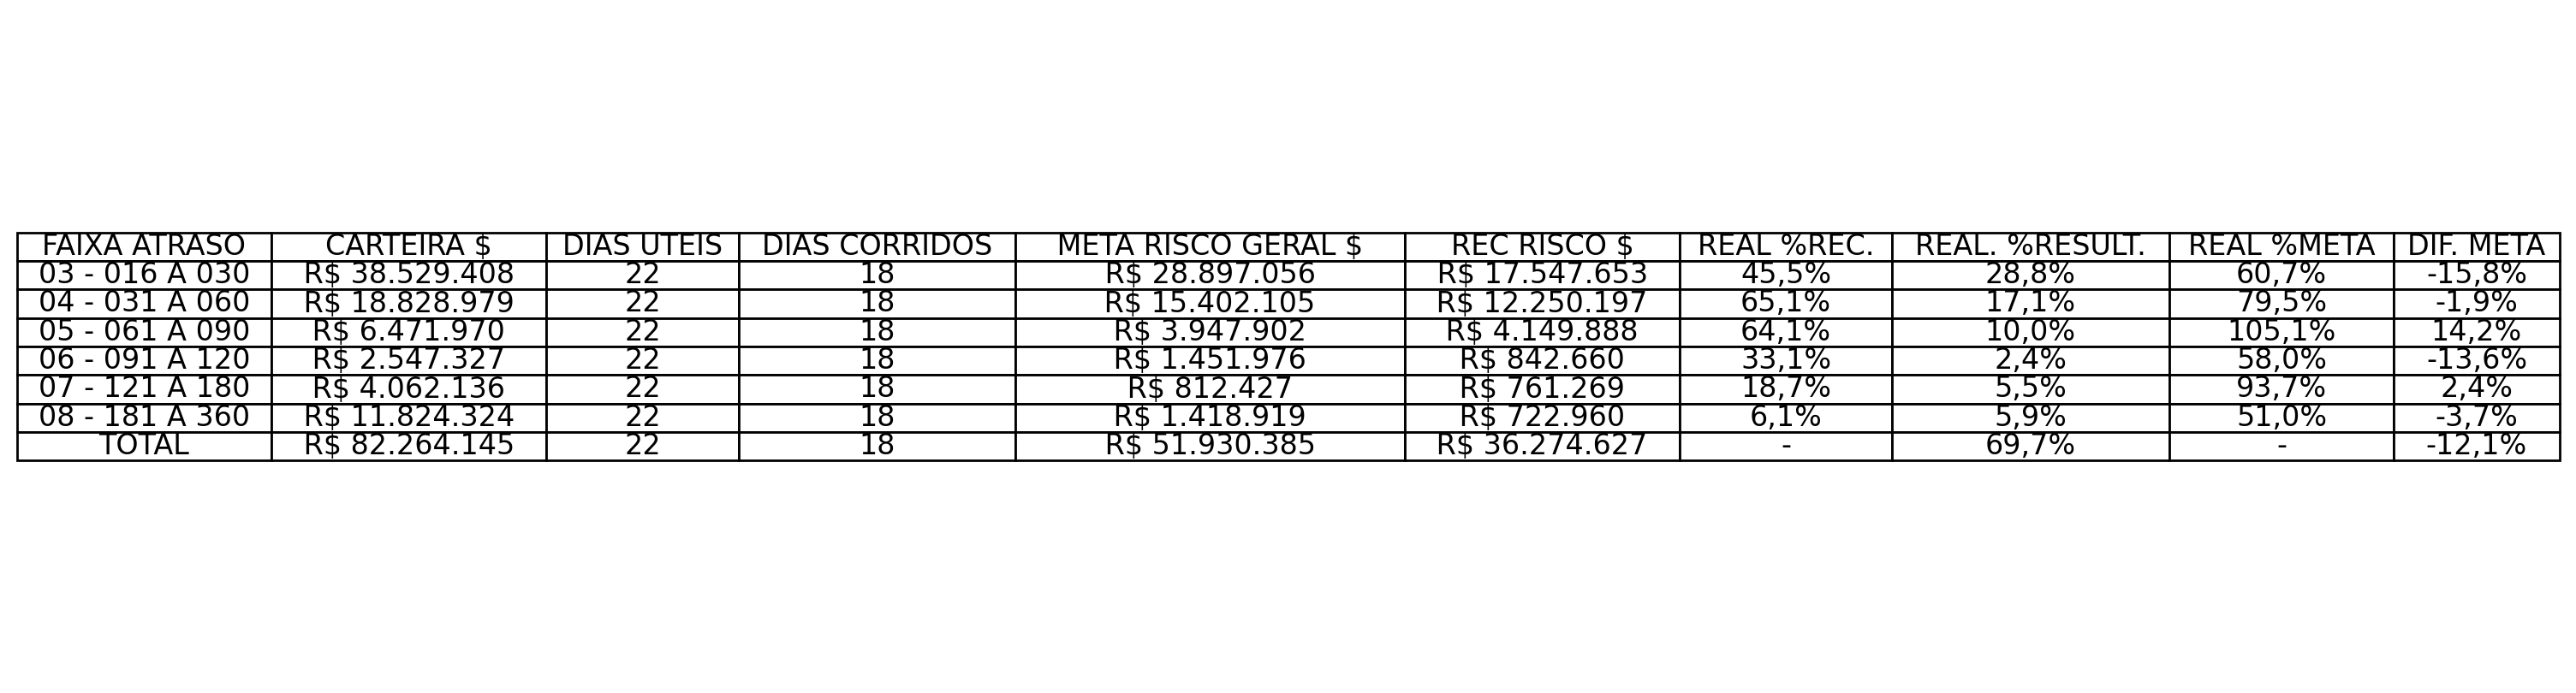 FAIXA ATRASO CARTEIRA $ DIAS UTEIS DIAS CORRIDOS META RISCO GERAL $ REC RISCO $ REAL %REC. REAL. %RESULT. REAL %META DIF. META
03 - 016 A 030 R$ 38.529.408 22 18 R$ 28.897.056 R$ 17.547.653 45,5% 28,8% 60,7% -15,8%
04 - 031 A 060 R$ 18.828.979 22 18 R$ 15.402.105 R$ 12.250.197 65,1% 17,1% 79,5% -1,9%
05 - 061 A 090 R$ 6.471.970 22 18 R$ 3.947.902 R$ 4.149.888 64,1% 10,0% 105,1% 14,2%
06 - 091 A 120 R$ 2.547.327 22 18 R$ 1.451.976 R$ 842.660 33,1% 2,4% 58,0% -13,6%
07 - 121 A 180 R$ 4.062.136 22 18 R$ 812.427 R$ 761.269 18,7% 5,5% 93,7% 2,4%
08 - 181 A 360 R$ 11.824.324 22 18 R$ 1.418.919 R$ 722.960 6,1% 5,9% 51,0% -3,7%
TOTAL R$ 82.264.145 22 18 R$ 51.930.385 R$ 36.274.627 - 69,7% - -12,1%